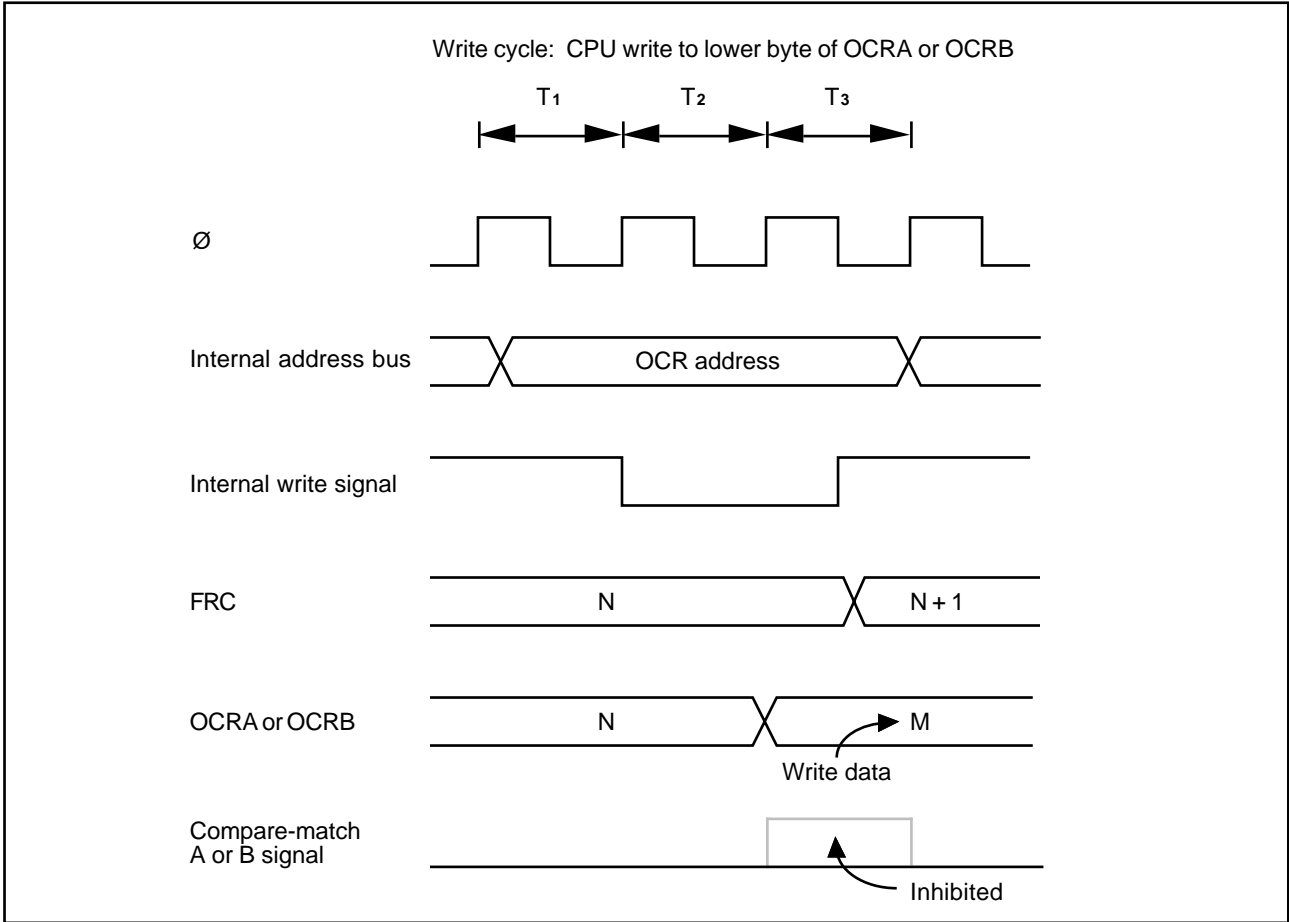 Write cycle: CPU write to lower byte of OCRA or OCRB
T1 T2 T3
Ø
Internal address bus
OCR address
Internal write signal
FRC
N
N + 1
OCRA or OCRB
N
M
Write data
Compare-match
A or B signal
Inhibited